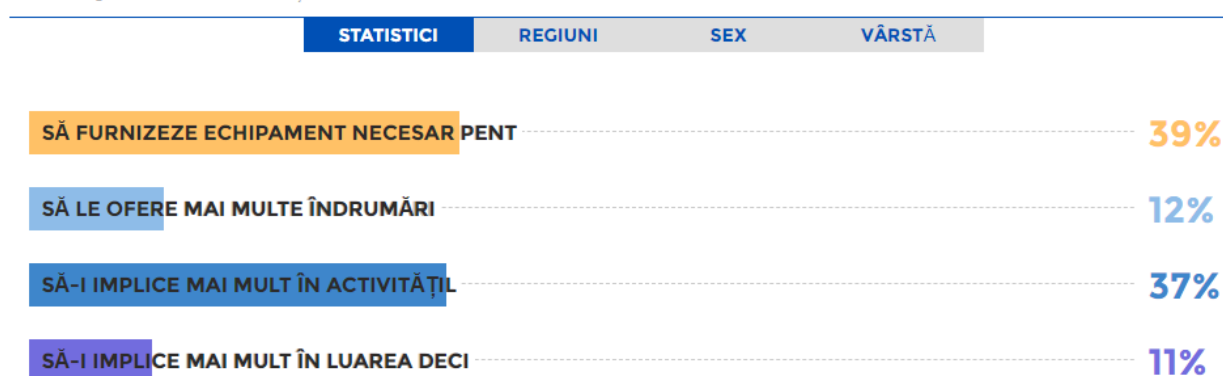 STATISTICI REGIUNI SEX VÂRSTĂ
SĂ FURNIZEZE ECHIPAMENT NECESAR PENT 39%
SĂ LE OFERE MAI MULTE ÎNDRUMĂRI 12%
SĂ-I IMPLICE MAI MULT ÎN ACTIVITĂȚIL 37%
SĂ-I IMPLICE MAI MULT ÎN LUAREA DECI 11%